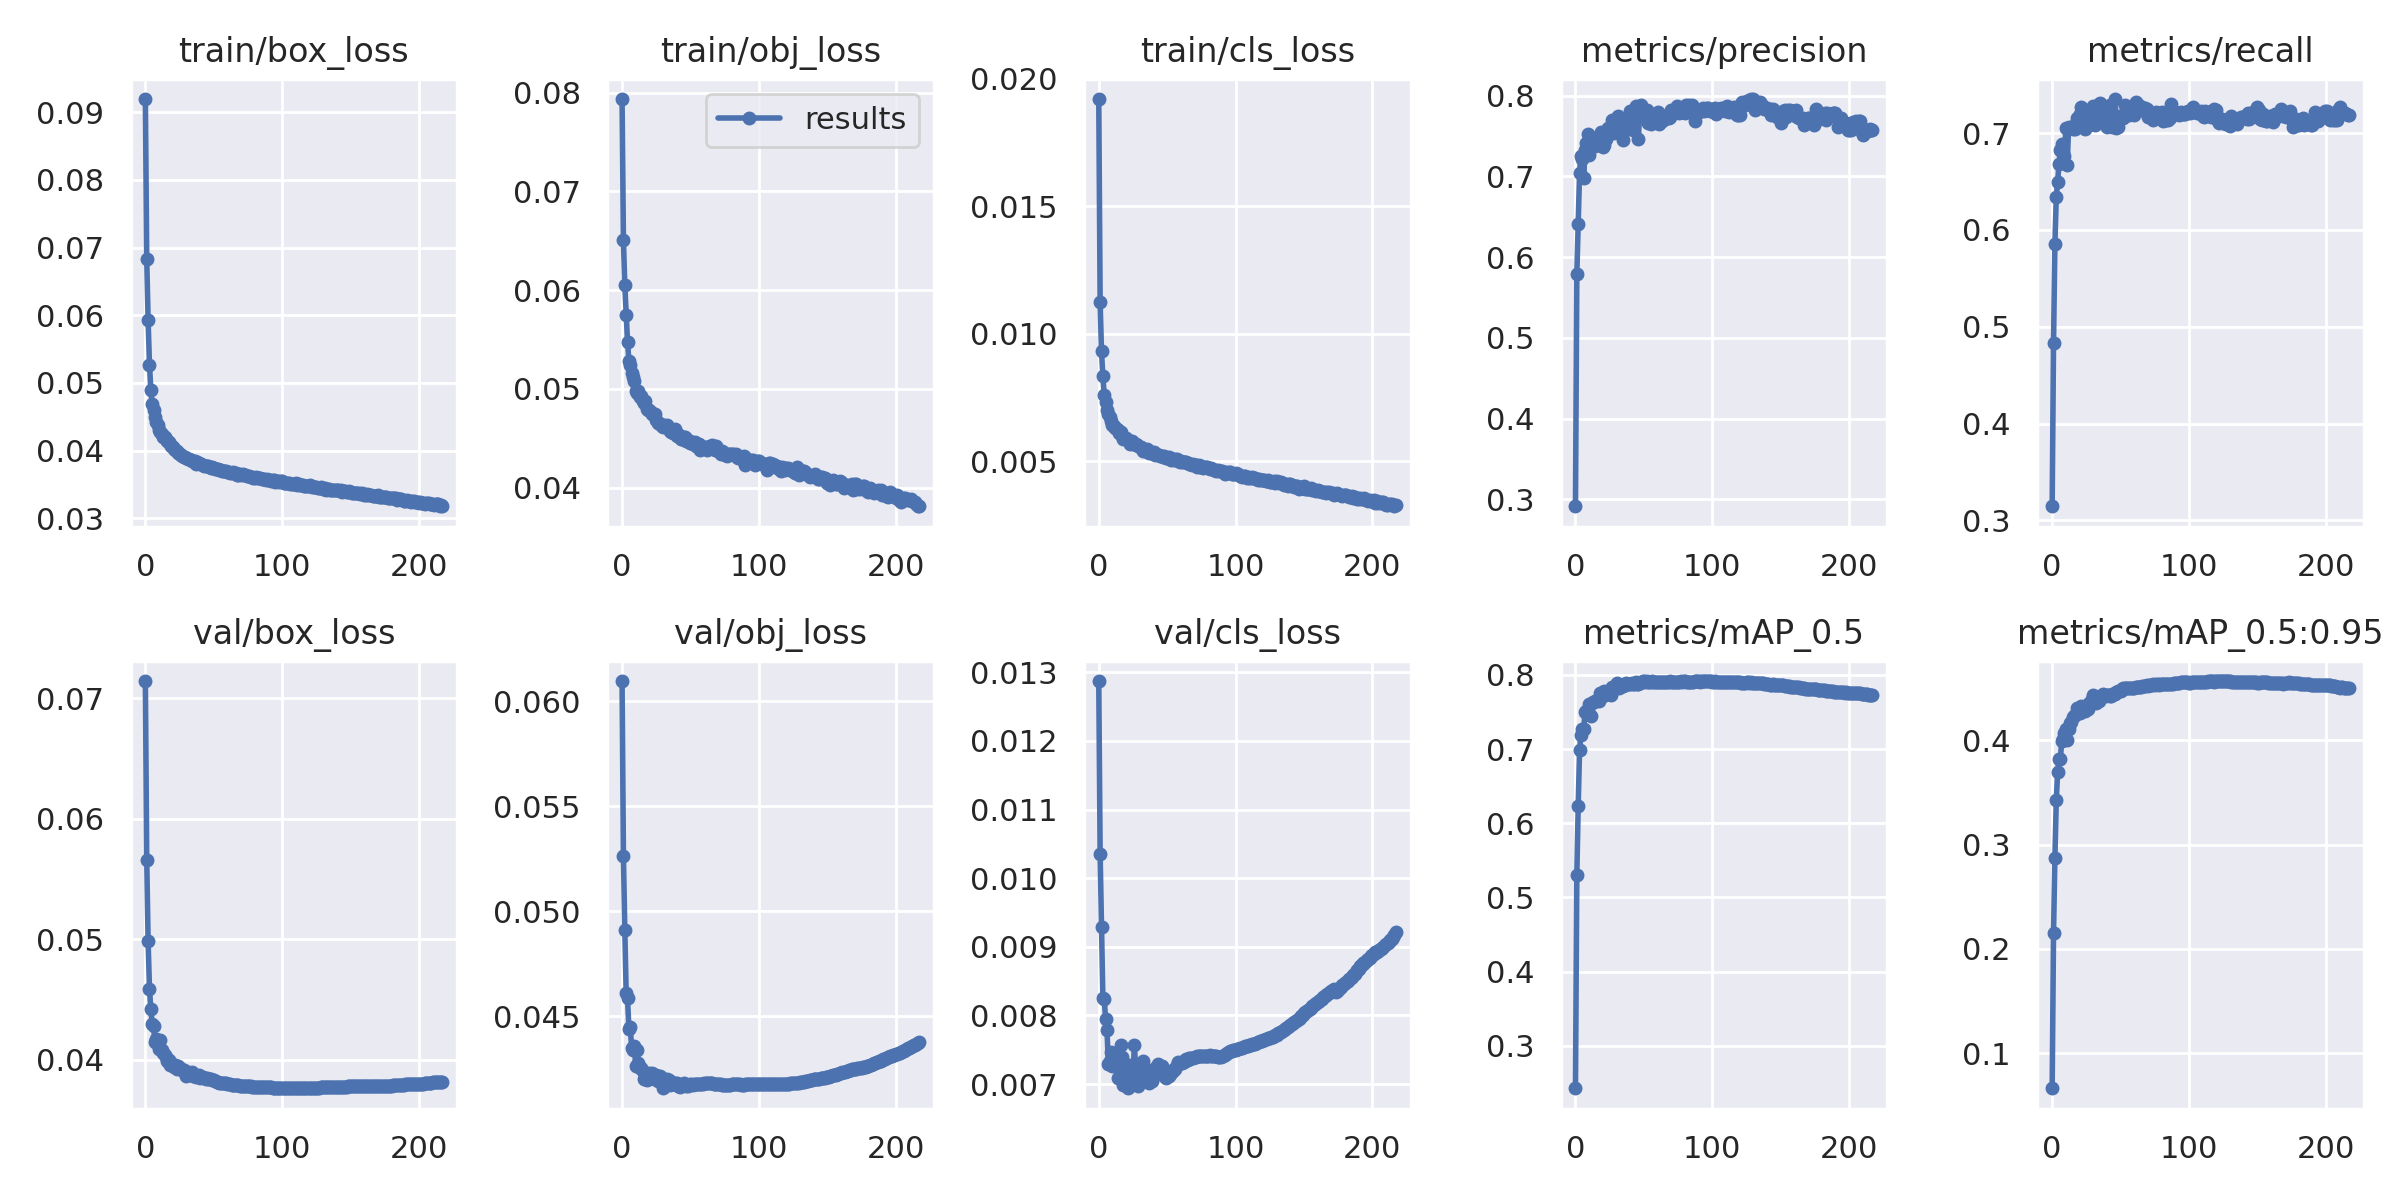 train/box_loss
0.09
0.08
0.07
0.06
0.05
0.04
0.03
0 100 200
train/obj_loss
results
0.08
0.07
0.06
0.05
0.04
0 100 200
train/cls_loss
0.020
0.015
0.010
0.005
0 100 200
metrics/precision
0.8
0.7
0.6
0.5
0.4
0.3
0 100 200
metrics/recall
0.7
0.6
0.5
0.4
0.3
0 100 200
val/box_loss
0.07
0.06
0.05
0.04
0 100 200
val/obj_loss
0.060
0.055
0.050
0.045
0 100 200
val/cls_loss
0.013
0.012
0.011
0.010
0.009
0.008
0.007
0 100 200
metrics/mAP_0.5
0.8
0.7
0.6
0.5
0.4
0.3
0 100 200
metrics/mAP_0.5:0.95
0.4
0.3
0.2
0.1
0 100 200